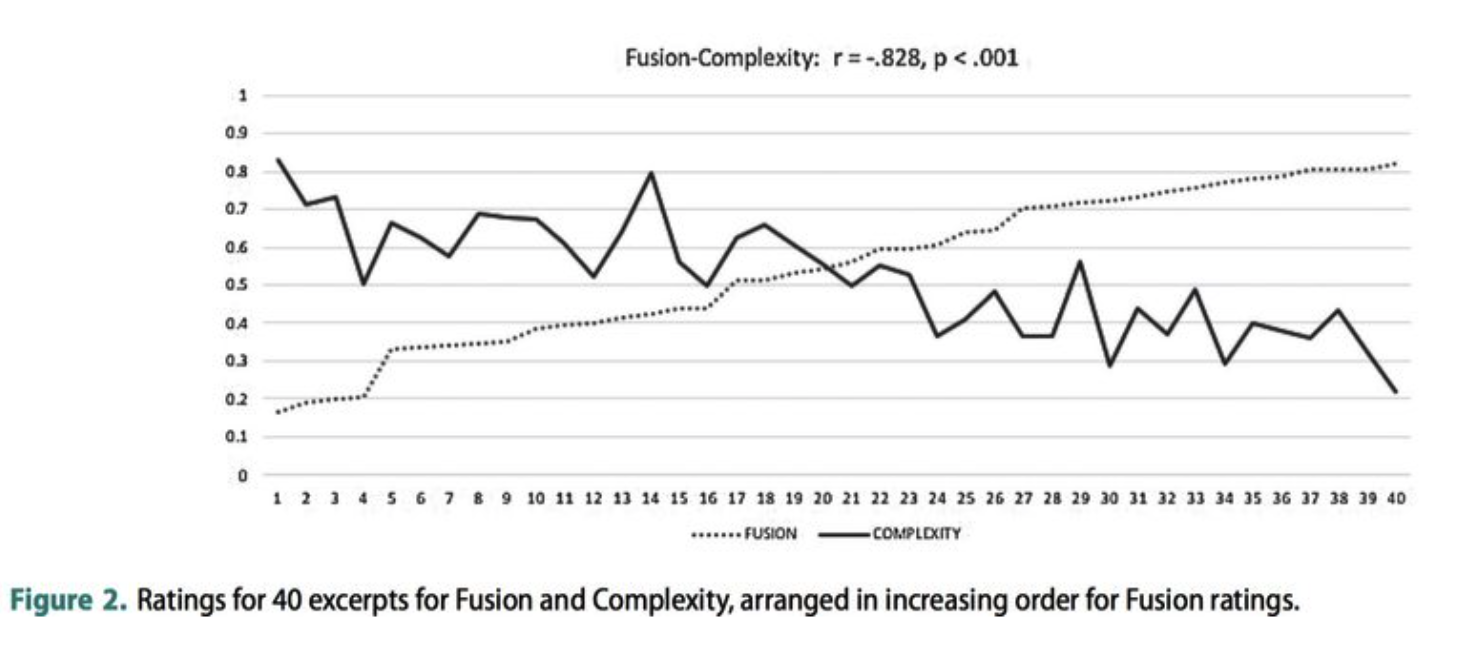 Fusion-Complexity: r = -.828, p < .001
1
0.9
0.8
0.7
0.6
0.5
0.4
0.3
0.2
0.1
0
1 2 3 4 5 6 7 8 9 10 11 12 13 14 15 16 17 18 19 20 21 22 23 24 25 26 27 28 29 30 31 32 33 34 35 36 37 38 39 40
FUSION COMPLEXITY
Figure 2. Ratings for 40 excerpts for Fusion and Complexity, arranged in increasing order for Fusion ratings.